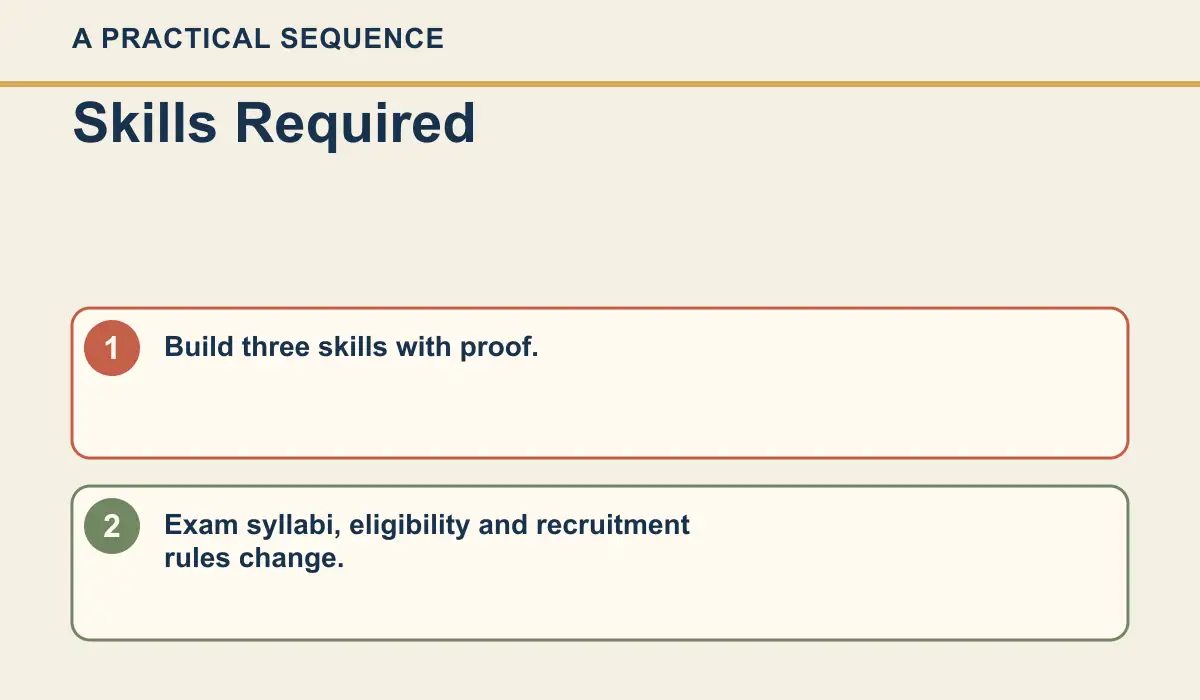 A PRACTICAL SEQUENCE
Skills Required
1
Build three skills with proof.
2
Exam syllabi, eligibility and recruitment
rules change.